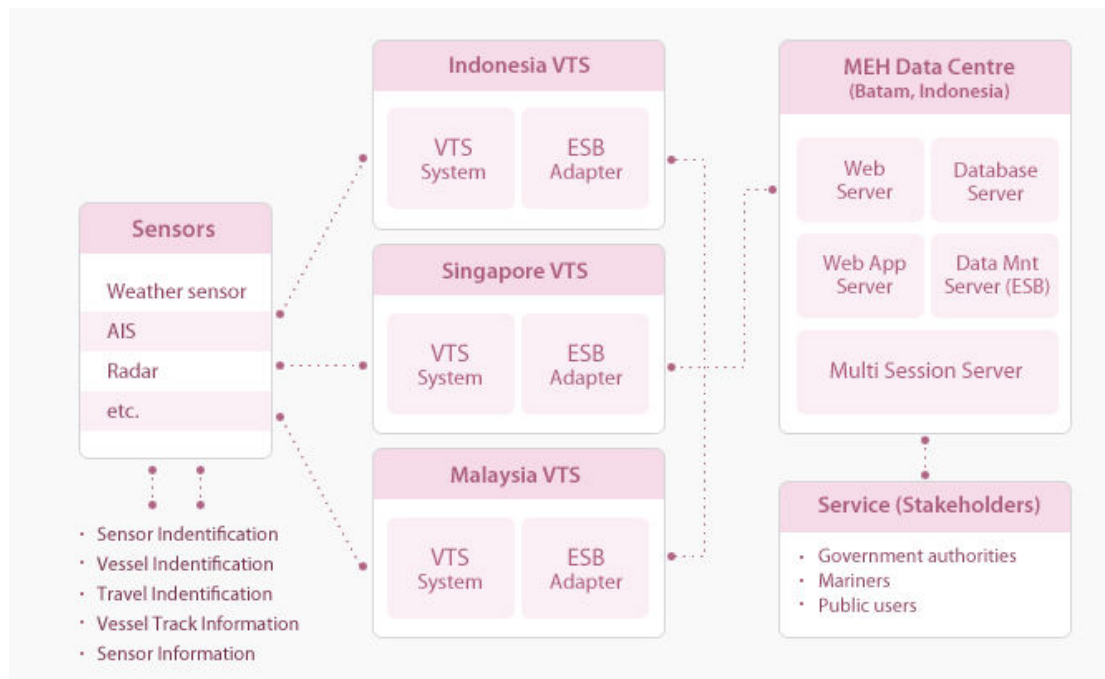 Sensors
Weather sensor
AIS
Radar
etc.
· Sensor Indentification
· Vessel Indentification
· Travel Indentification
· Vessel Track Information
· Sensor Information
Indonesia VTS
VTS
System
ESB
Adapter
Singapore VTS
VTS
System
ESB
Adapter
Malaysia VTS
VTS
System
ESB
Adapter
MEH Data Centre
(Batam, Indonesia)
Web
Server
Database
Server
Web App
Server
Data Mnt
Server (ESB)
Multi Session Server
Service (Stakeholders)
· Government authorities
· Mariners
· Public users